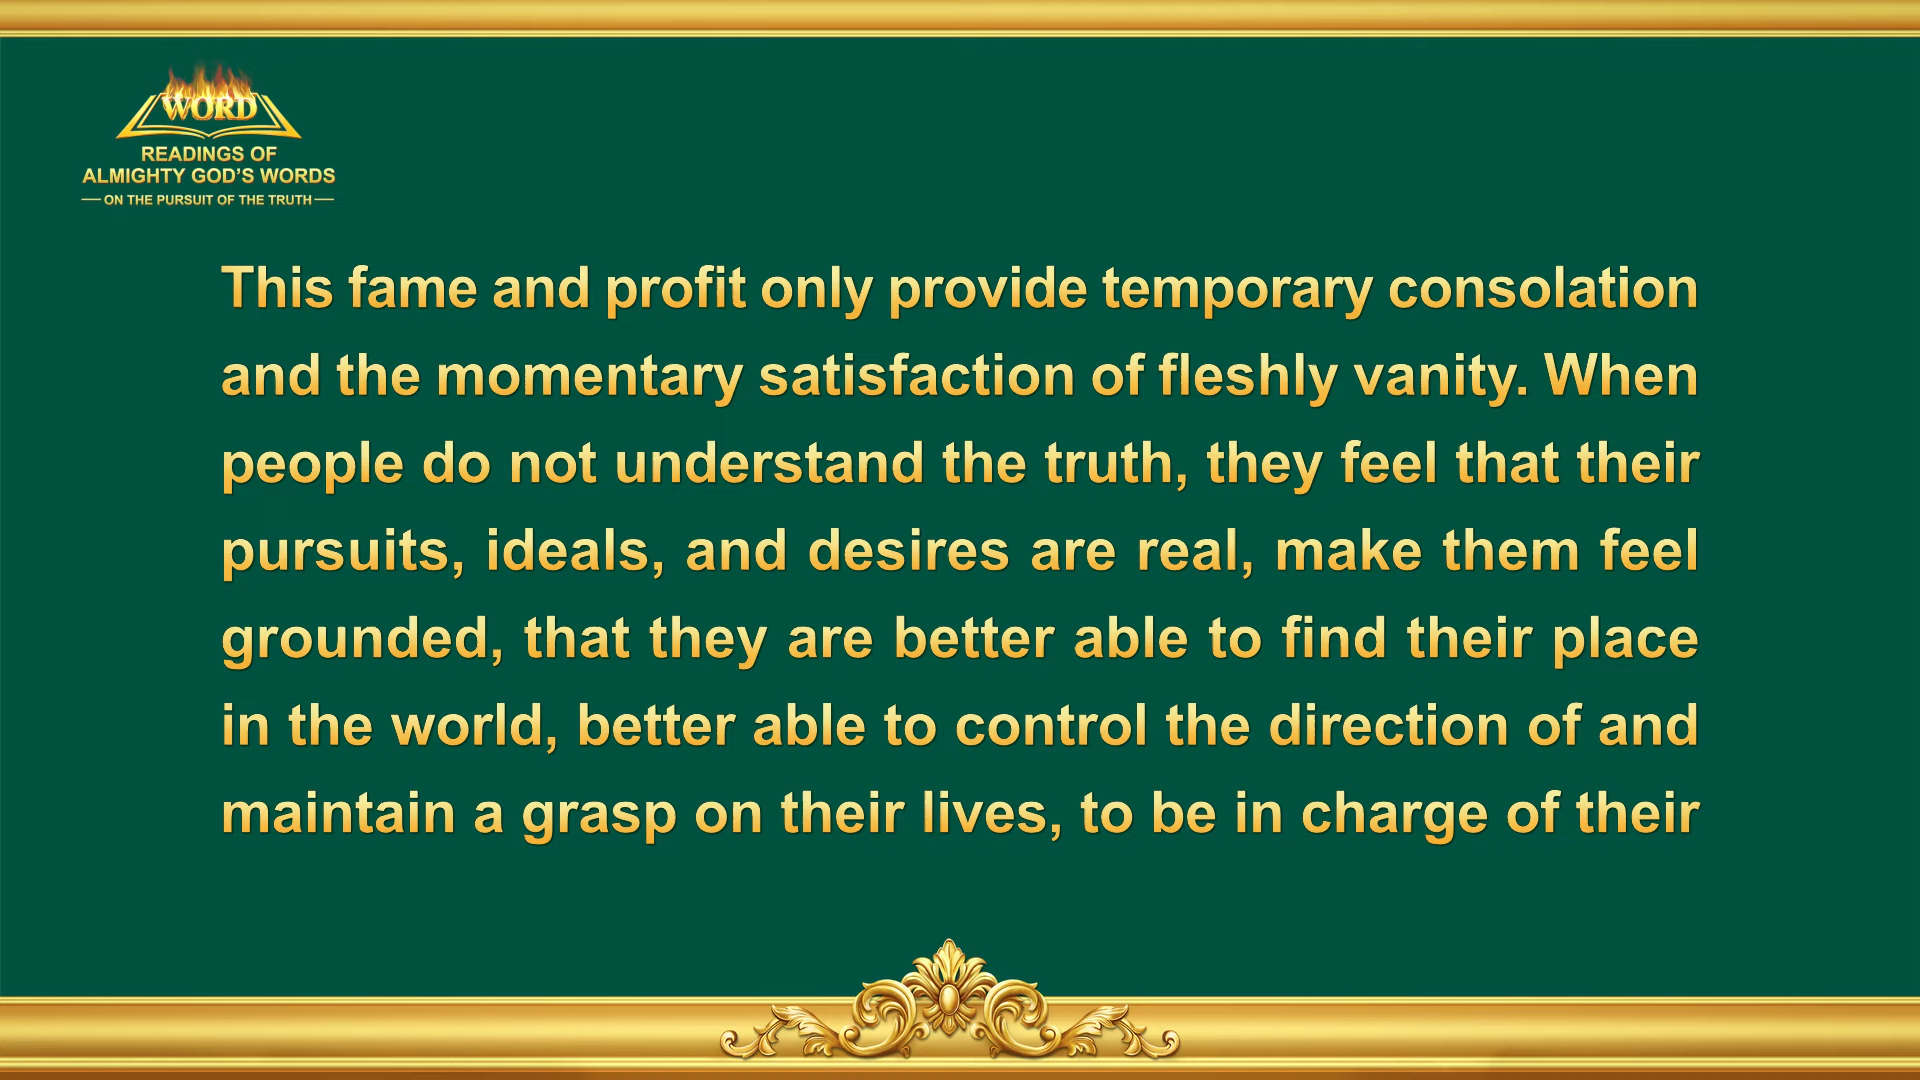 WORD
READINGS OF
ALMIGHTY GOD'S WORDS
— ON THE PURSUIT OF THE TRUTH —
This fame and profit only provide temporary consolation
and the momentary satisfaction of fleshly vanity. When
people do not understand the truth, they feel that their
pursuits, ideals, and desires are real, make them feel
grounded, that they are better able to find their place
in the world, better able to control the direction of and
maintain a grasp on their lives, to be in charge of their